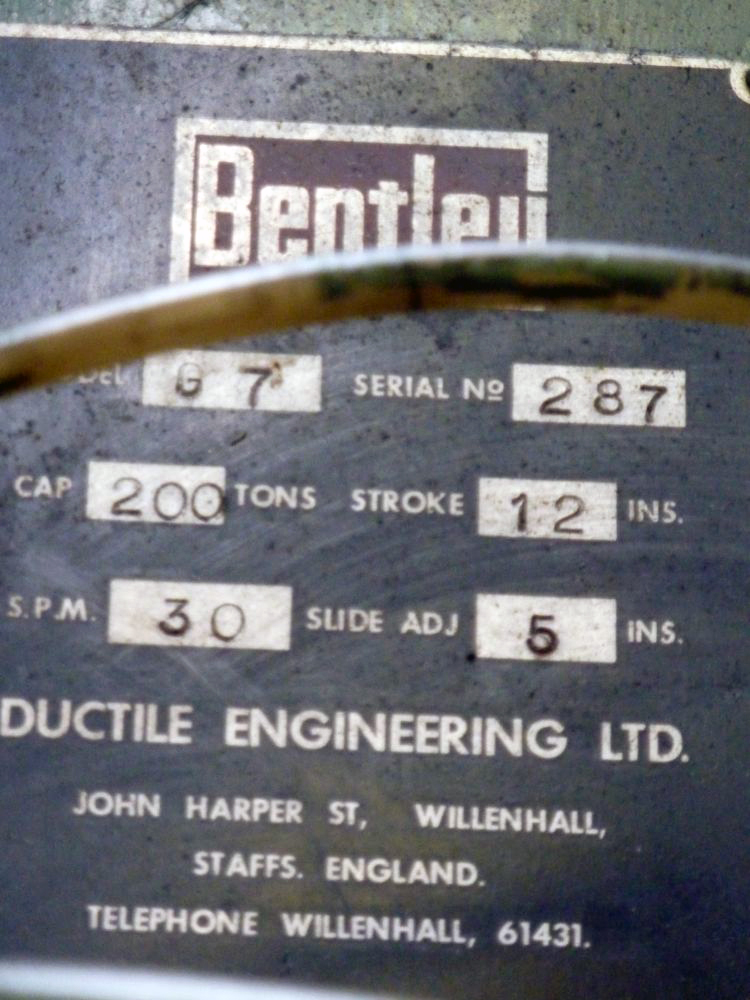 Bentley
DEL G 7 SERIAL Nº 287
CAP 200 TONS STROKE 12 INS.
S.P.M. 30 SLIDE ADJ 5 INS.
DUCTILE ENGINEERING LTD.
JOHN HARPER ST, WILLENHALL,
STAFFS. ENGLAND.
TELEPHONE WILLENHALL, 61431.